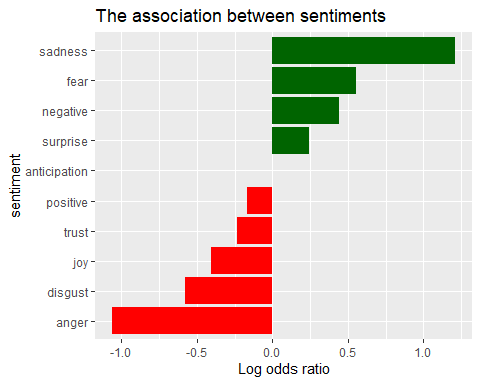 The association between sentiments
sentiment
sadness
fear
negative
surprise
anticipation
positive
trust
joy
disgust
anger
-1.0 -0.5 0.0 0.5 1.0
Log odds ratio